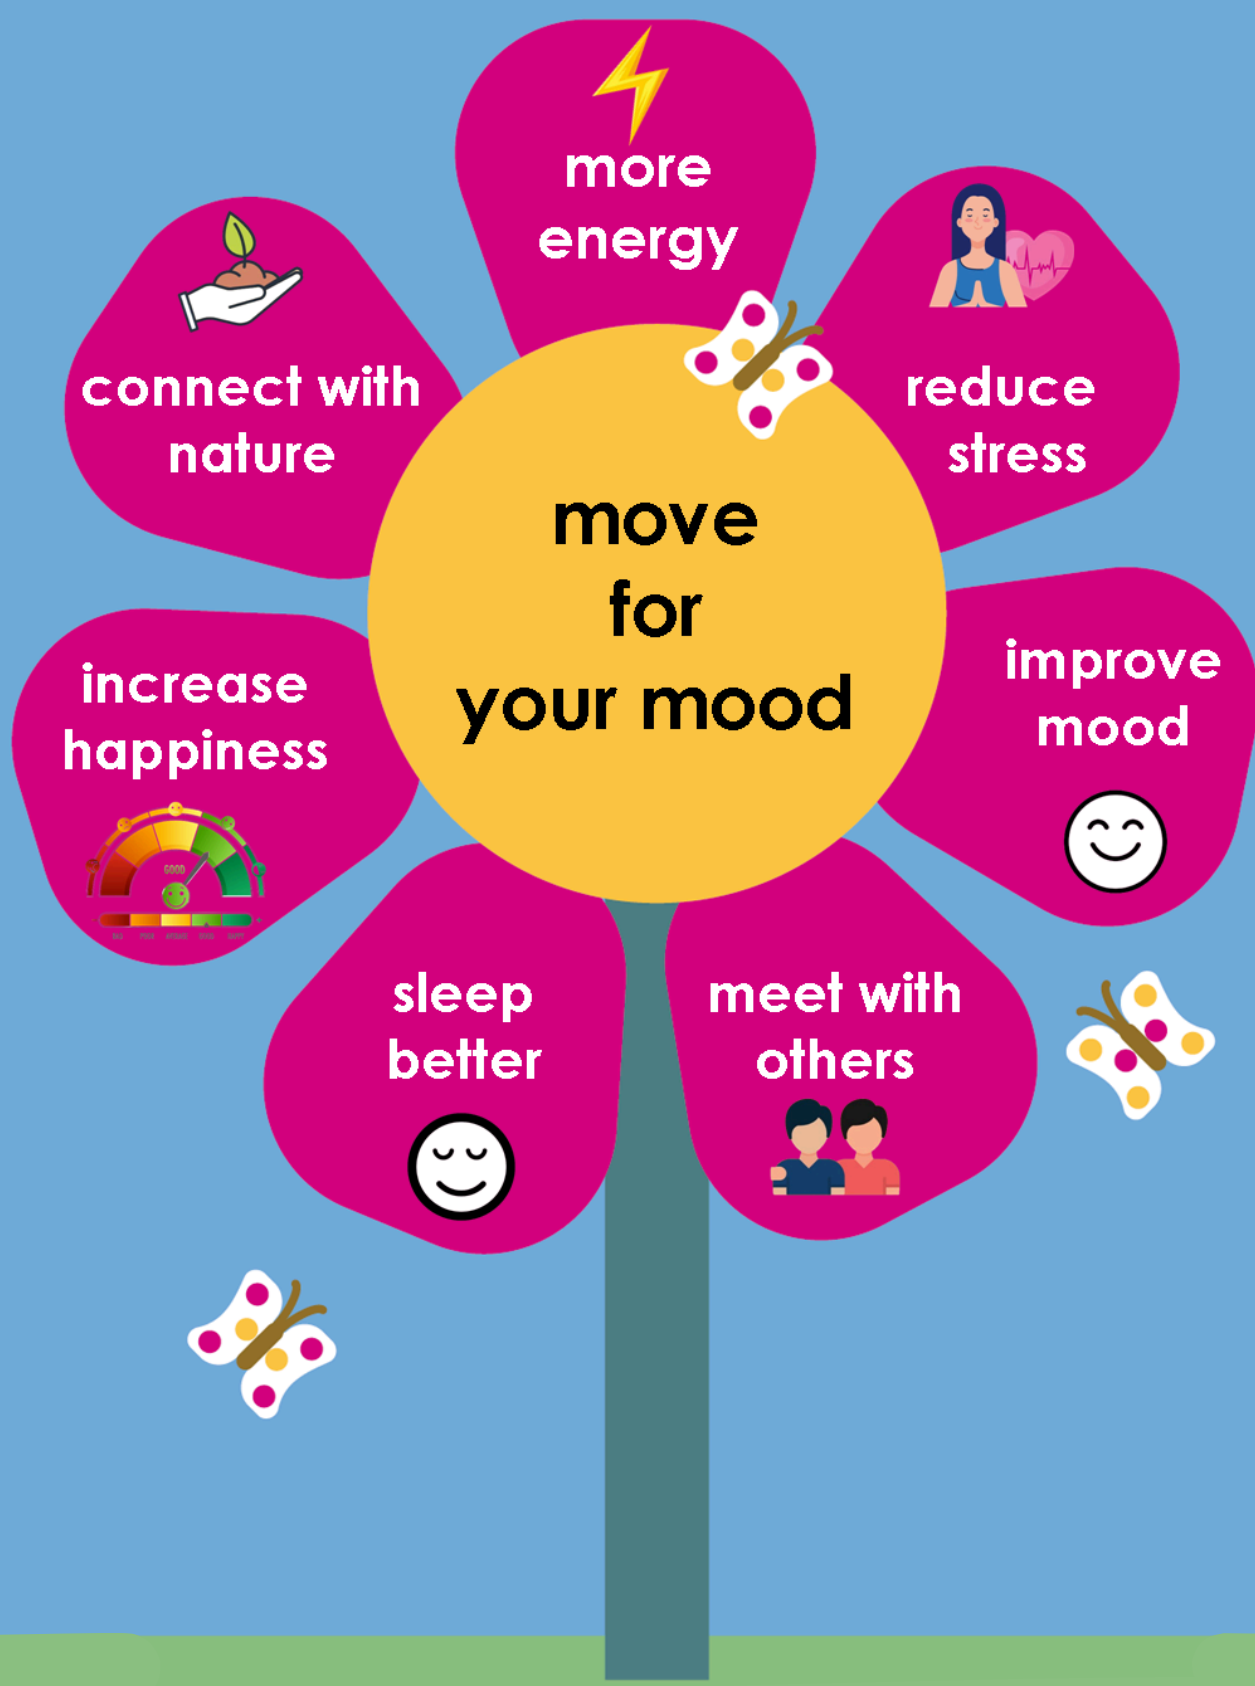 more
energy
reduce
stress
connect with
nature
move
for
your mood
improve
mood
increase
happiness
GOOD
sleep
better
meet with
others